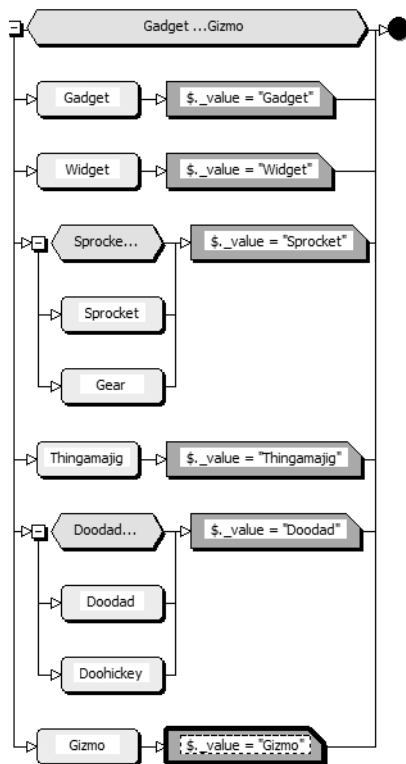 Gadget ...Gizmo
Gadget
$._value = "Gadget"
Widget
$._value = "Widget"
Sprocke...
$._value = "Sprocket"
Sprocket
Gear
Thingamajig
$._value = "Thingamajig"
Doodad...
$._value = "Doodad"
Doodad
Doohickey
Gizmo
$._value = "Gizmo"